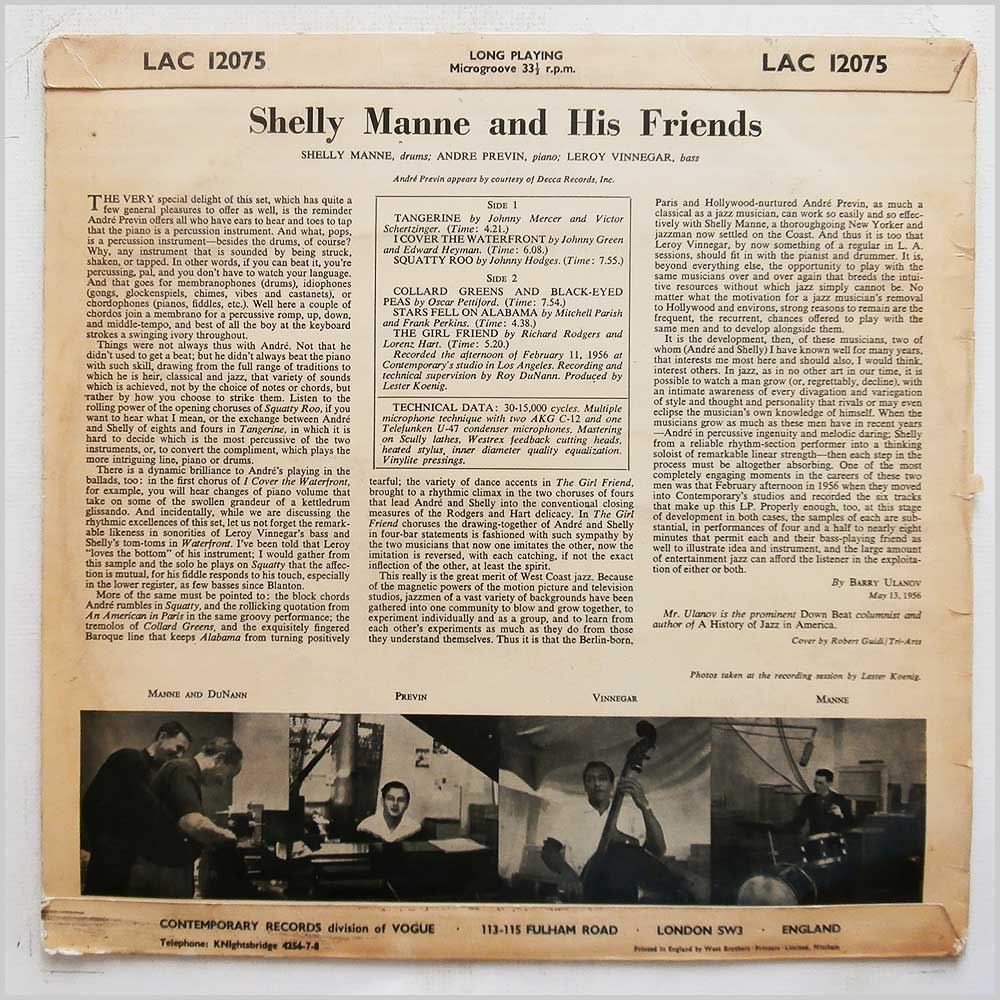 LAC 12075
LONG PLAYING
Microgroove 33⅓ r.p.m.
LAC 12075
Shelly Manne and His Friends
SHELLY MANNE, drums; ANDRE PREVIN, piano; LEROY VINNEGAR, bass
André Previn appears by courtesy of Decca Records, Inc.
THE VERY special delight of this set, which has quite a
few general pleasures to offer as well, is the reminder
André Previn offers all who have ears to hear and toes to tap
that the piano is a percussion instrument. And what, pops,
is a percussion instrument—besides the drums, of course?
Why, any instrument that is sounded by being struck,
shaken, or tapped. In other words, if you can beat it, you're
percussing, pal, and you don't have to watch your language.
And that goes for membranophones (drums), idiophones
(gongs, glockenspiels, chimes, vibes and castanets), or
chordophones (pianos, fiddles, etc.). Well here a couple of
chordos join a membrano for a percussive romp, up, down,
and middle-tempo, and best of all the boy at the keyboard
strokes a swinging ivory throughout.
Things were not always thus with André. Not that he
didn't used to get a beat; but he didn't always beat the piano
with such skill, drawing from the full range of traditions to
which he is heir, classical and jazz, that variety of sounds
which is achieved, not by the choice of notes or chords, but
rather by how you choose to strike them. Listen to the
rolling power of the opening choruses of Squatty Roo, if you
want to hear what I mean, or the exchange between André
and Shelly of eights and fours in Tangerine, in which it is
hard to decide which is the most percussive of the two
instruments, or, to convert the compliment, which plays the
more intriguing line, piano or drums.
There is a dynamic brilliance to André's playing in the
ballads, too: in the first chorus of I Cover the Waterfront,
for example, you will hear changes of piano volume that
take on some of the swollen grandeur of a kettledrum
glissando. And incidentally, while we are discussing the
rhythmic excellences of this set, let us not forget the remark-
able likeness in sonorities of Leroy Vinnegar's bass and
Shelly's tom-toms in Waterfront. I've been told that Leroy
"loves the bottom" of his instrument; I would gather from
this sample and the solo he plays on Squatty that the affec-
tion is mutual, for his fiddle responds to his touch, especially
in the lower register, as few basses since Blanton.
More of the same must be pointed to: the block chords
André rumbles in Squatty, and the rollicking quotation from
An American in Paris in the same groovy performance; the
tremolos of Collard Greens, and the exquisitely fingered
Baroque line that keeps Alabama from turning positively
SIDE 1
TANGERINE by Johnny Mercer and Victor
Schertzinger. (Time: 4.21.)
I COVER THE WATERFRONT by Johnny Green
and Edward Heyman. (Time: 6.08.)
SQUATTY ROO by Johnny Hodges. (Time: 7.55.)
SIDE 2
COLLARD GREENS AND BLACK-EYED
PEAS by Oscar Pettiford. (Time: 7.54.)
STARS FELL ON ALABAMA by Mitchell Parish
and Frank Perkins. (Time: 4.38.)
THE GIRL FRIEND by Richard Rodgers and
Lorenz Hart. (Time: 5.20.)
Recorded the afternoon of February 11, 1956 at
Contemporary's studio in Los Angeles. Recording and
technical supervision by Roy DuNann. Produced by
Lester Koenig.
TECHNICAL DATA: 30-15,000 cycles. Multiple
microphone technique with two AKG C-12 and one
Telefunken U-47 condenser microphones. Mastering
on Scully lathes, Westrex feedback cutting heads,
heated stylus, inner diameter quality equalization.
Vinylite pressings.
tearful; the variety of dance accents in The Girl Friend,
brought to a rhythmic climax in the two choruses of fours
that lead André and Shelly into the conventional closing
measures of the Rodgers and Hart delicacy. In The Girl
Friend choruses the drawing-together of André and Shelly
in four-bar statements is fashioned with such sympathy by
the two musicians that now one imitates the other, now the
imitation is reversed, with each catching, if not the exact
inflection of the other, at least the spirit.
This really is the great merit of West Coast jazz. Because
of the magnetic powers of the motion picture and television
studios, jazzmen of a vast variety of backgrounds have been
gathered into one community to blow and grow together, to
experiment individually and as a group, and to learn from
each other's experiments as much as they do from those
they understand themselves. Thus it is that the Berlin-born,
Paris and Hollywood-nurtured André Previn, as much a
classical as a jazz musician, can work so easily and so effec-
tively with Shelly Manne, a thoroughgoing New Yorker and
jazzman now settled on the Coast. And thus it is too that
Leroy Vinnegar, by now something of a regular in L. A.
sessions, should fit in with the pianist and drummer. It is,
beyond everything else, the opportunity to play with the
same musicians over and over again that breeds the intui-
tive resources without which jazz simply cannot be. No
matter what the motivation for a jazz musician's removal
to Hollywood and environs, strong reasons to remain are the
frequent, the recurrent, chances offered to play with the
same men and to develop alongside them.
It is the development, then, of these musicians, two of
whom (André and Shelly) I have known well for many years,
that interests me most here and should also, I would think,
interest others. In jazz, as in no other art in our time, it is
possible to watch a man grow (or, regrettably, decline), with
an intimate awareness of every divagation and variegation
of style and thought and personality that rivals or may even
eclipse the musician's own knowledge of himself. When the
musicians grow as much as these men have in recent years
—André in percussive ingenuity and melodic daring; Shelly
from a reliable rhythm-section performer into a thinking
soloist of remarkable linear strength—then each step in the
process must be altogether absorbing. One of the most
completely engaging moments in the careers of these two
men was that February afternoon in 1956 when they moved
into Contemporary's studios and recorded the six tracks
that make up this LP. Properly enough, too, at this stage
of development in both cases, the samples of each are sub-
stantial, in performances of four and a half to nearly eight
minutes that permit each and their bass-playing friend as
well to illustrate idea and instrument, and the large amount
of entertainment jazz can afford the listener in the exploita-
tion of either or both.
By BARRY ULANOV
May 13, 1956
Mr. Ulanov is the prominent Down Beat columnist and
author of A History of Jazz in America.
Cover by Robert Guidi/Tri-Arts
Photos taken at the recording session by Lester Koenig.
MANNE AND DUNANN
PREVIN
VINNEGAR
MANNE
CONTEMPORARY RECORDS division of VOGUE · 113-115 FULHAM ROAD · LONDON SW3 · ENGLAND
Telephone: KNIghtsbridge 4256-7-8
Printed in England by West Brothers · Printers · Limited, Mitcham